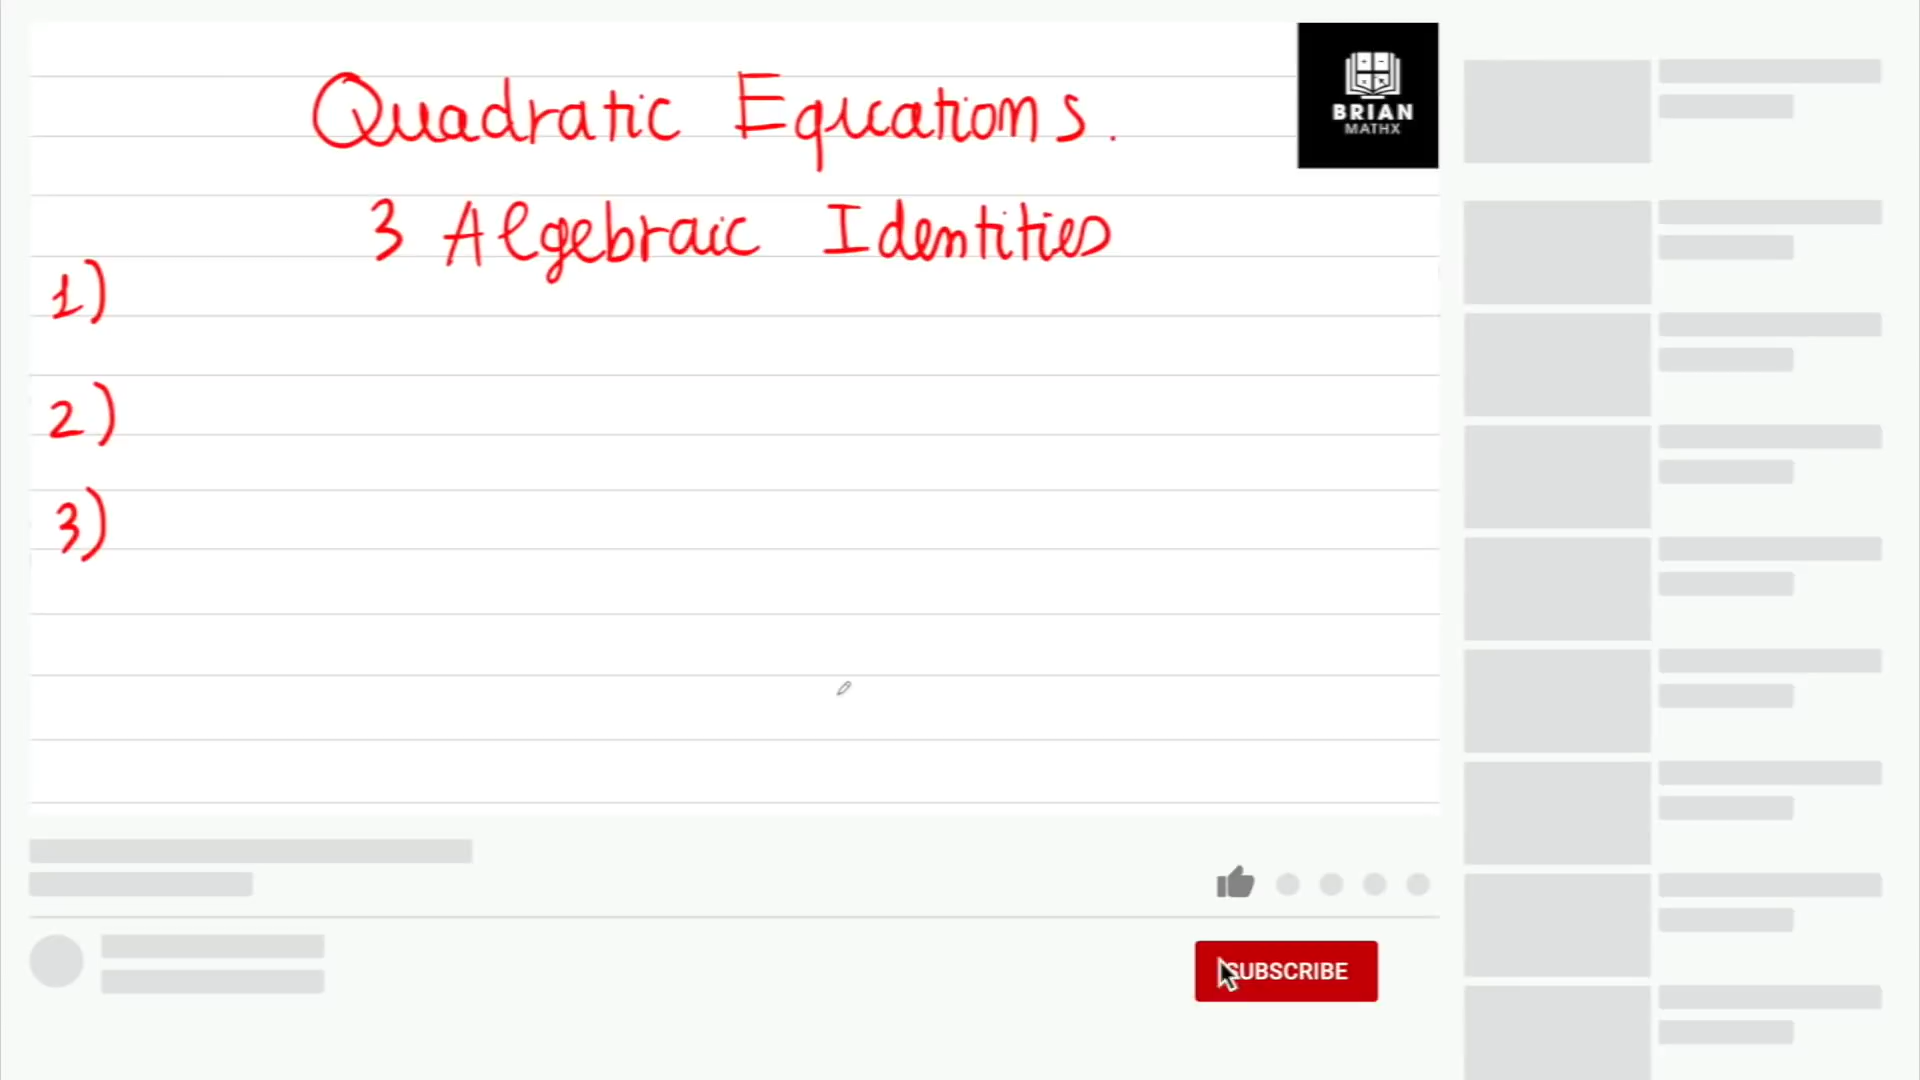 Quadratic Equations.
3 Algebraic Identities
1)
2)
3)
BRIAN
MATHX
SUBSCRIBE